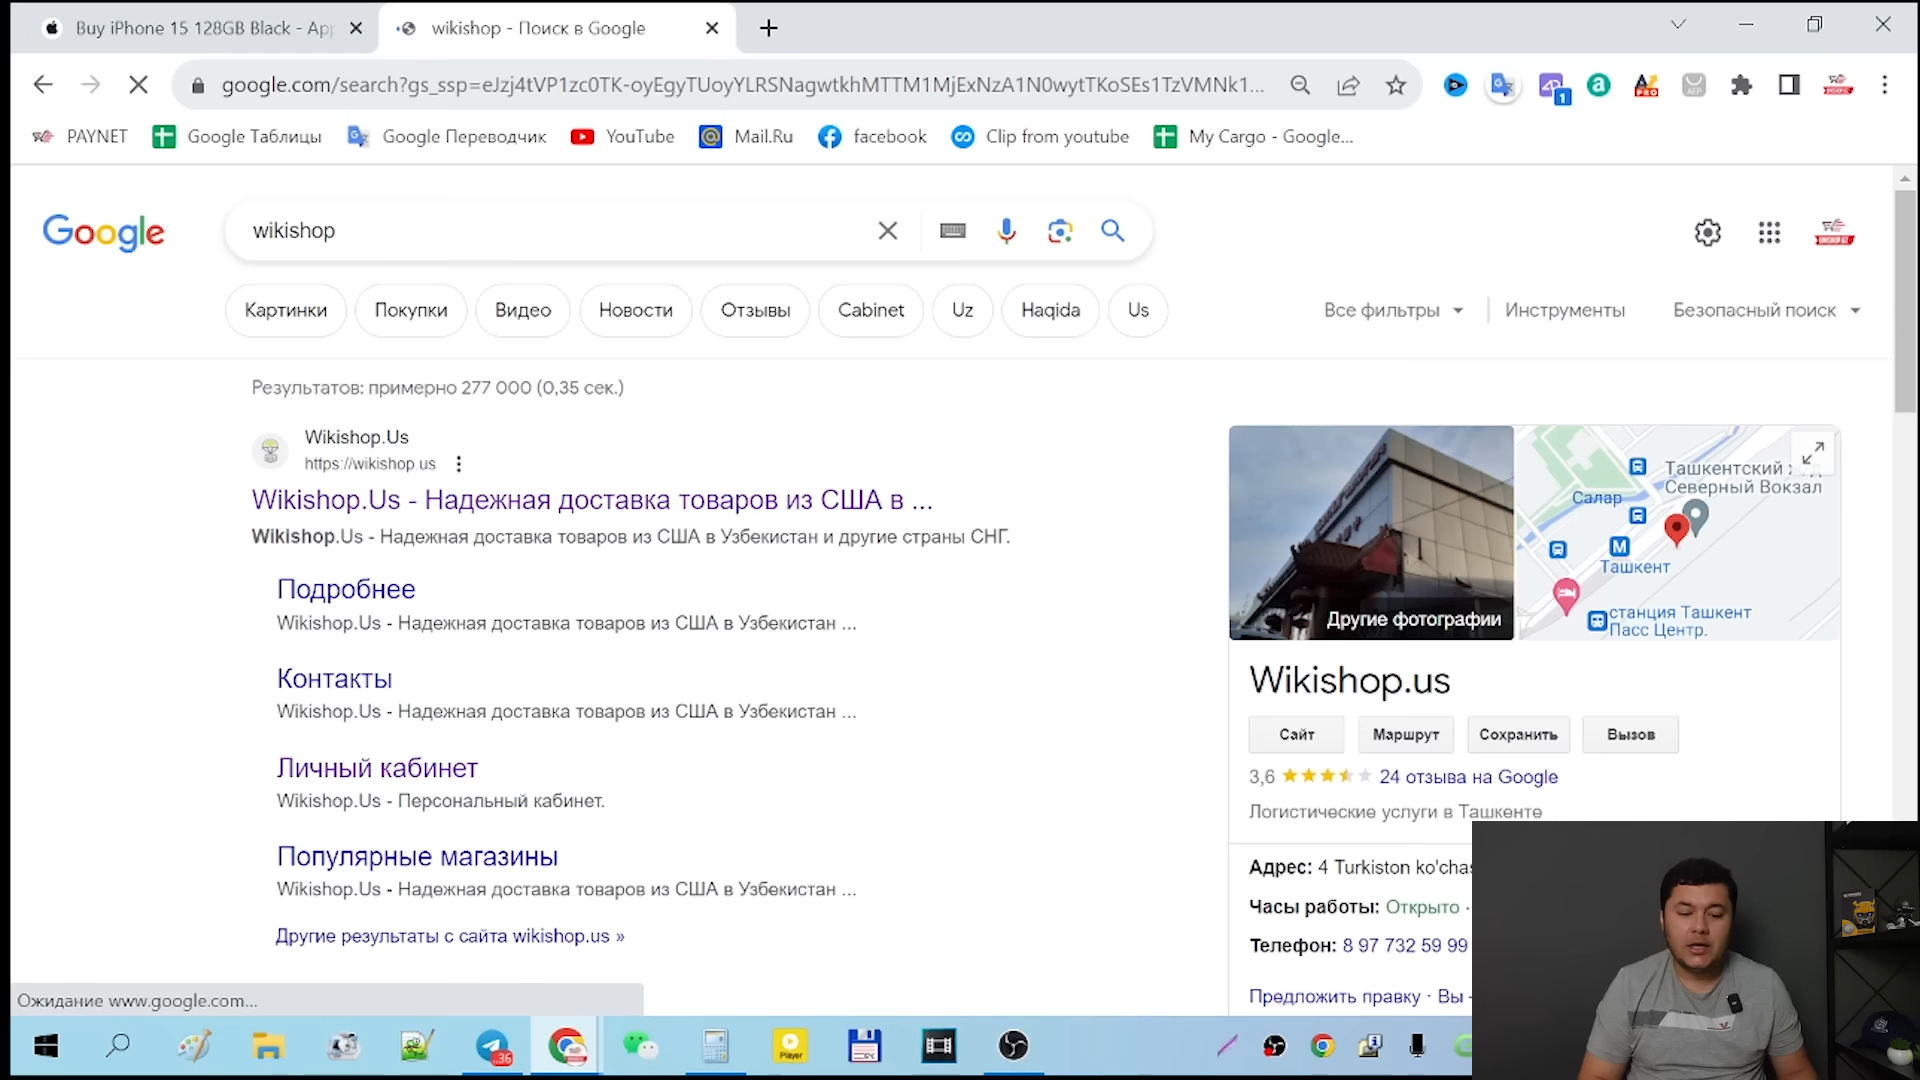 Buy iPhone 15 128GB Black - App
wikishop - Поиск в Google
google.com/search?gs_ssp=eJzj4tVP1zc0TK-oyEgyTUoyYLRSNagwtkhMTTM1MjExNzA1N0wytTKoSEs1TzVMNk1...
PAYNET
Google Таблицы
Google Переводчик
YouTube
Mail.Ru
facebook
Clip from youtube
My Cargo - Google...
Google
wikishop
Картинки
Покупки
Видео
Новости
Отзывы
Cabinet
Uz
Haqida
Us
Все фильтры
Инструменты
Безопасный поиск
Результатов: примерно 277 000 (0,35 сек.)
Wikishop.Us
https://wikishop.us
Wikishop.Us - Надежная доставка товаров из США в ...
Wikishop.Us - Надежная доставка товаров из США в Узбекистан и другие страны СНГ.
Подробнее
Wikishop.Us - Надежная доставка товаров из США в Узбекистан ...
Контакты
Wikishop.Us - Надежная доставка товаров из США в Узбекистан ...
Личный кабинет
Wikishop.Us - Персональный кабинет.
Популярные магазины
Wikishop.Us - Надежная доставка товаров из США в Узбекистан ...
Другие результаты с сайта wikishop.us »
Другие фотографии
Ташкентский
Северный Вокзал
Салар
M
Ташкент
станция Ташкент
Пасс Центр.
Wikishop.us
Сайт
Маршрут
Сохранить
Вызов
3,6
24 отзыва на Google
Логистические услуги в Ташкенте
Адрес: 4 Turkiston ko'chas
Часы работы: Открыто ·
Телефон: 8 97 732 59 99
Предложить правку · Вы -
Ожидание www.google.com...
36
Player